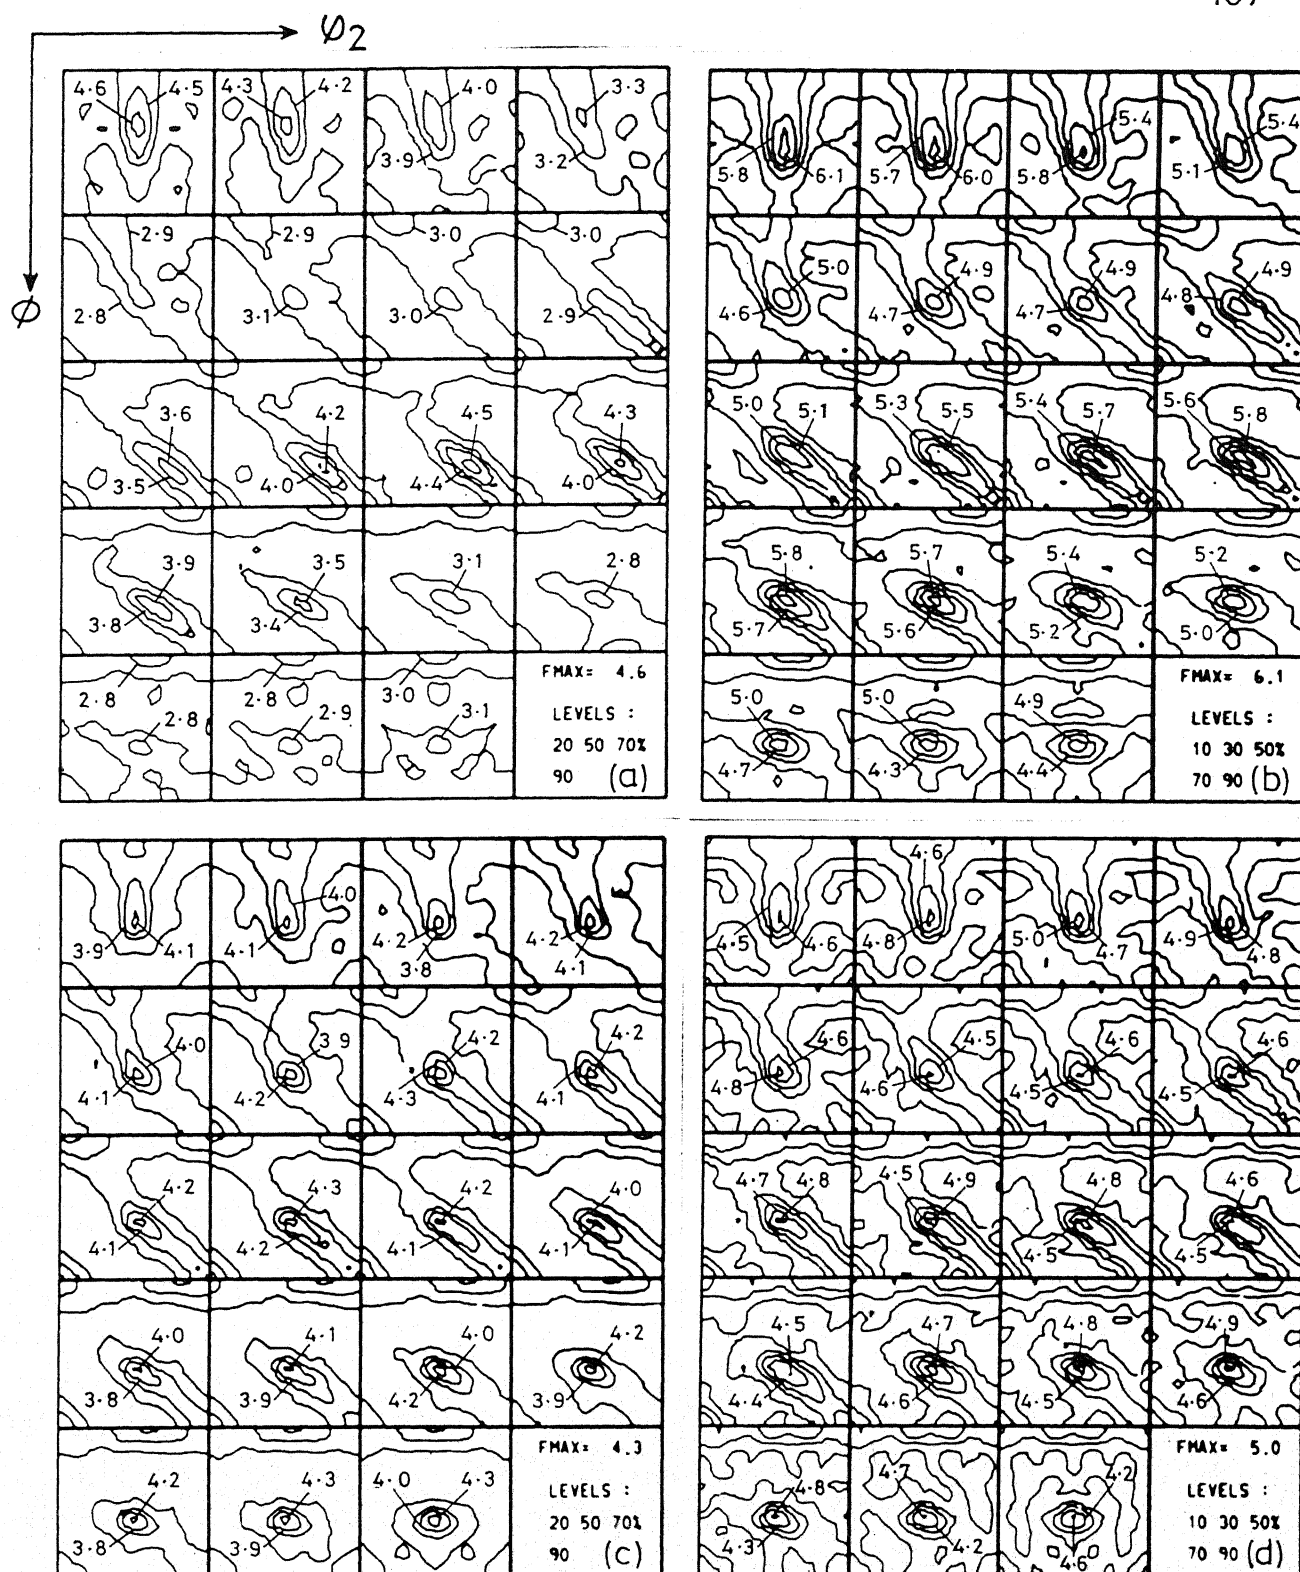 φ2
4.6 4.5 4.3 4.2 4.0 3.3
3.9 3.2
2.9 2.9 3.0 3.0
φ
2.8 3.1 3.0 2.9
3.6 4.2 4.5 4.3
3.5 4.0 4.4 4.0
3.9 3.5 3.1 2.8
3.8 3.4
2.8 2.8 3.0
2.8 2.9 3.1
FMAX= 4.6
LEVELS :
20 50 70%
90 (a)
5.4 5.4
5.8 6.1 5.7 6.0 5.8 5.1
5.0 4.9 4.9 4.9
4.6 4.7 4.7 4.8
5.0 5.1 5.3 5.5 5.4 5.7 5.6 5.8
5.8 5.7 5.4 5.2
5.7 5.6 5.2 5.0
5.0 5.0 4.9
4.7 4.3 4.4
FMAX= 6.1
LEVELS :
10 30 50%
70 90 (b)
4.0
3.9 4.1 4.1 4.2 3.8 4.2 4.1
4.0 3.9 4.2 4.2
4.1 4.2 4.3 4.1
4.2 4.3 4.2 4.0
4.1 4.2 4.1 4.1
4.0 4.1 4.0 4.2
3.8 3.9 4.2 3.9
4.2 4.3 4.0 4.3
3.8 3.9
FMAX= 4.3
LEVELS :
20 50 70%
90 (c)
4.6
4.5 4.6 4.8 5.0 4.7 4.9 4.8
4.6 4.5 4.6 4.6
4.8 4.6 4.5 4.5
4.7 4.8 4.5 4.9 4.8 4.6
4.5 4.5
4.5 4.7 4.8 4.9
4.4 4.6 4.5 4.6
4.8 4.7 4.2
4.3 4.2 4.6
FMAX= 5.0
LEVELS :
10 30 50%
70 90 (d)